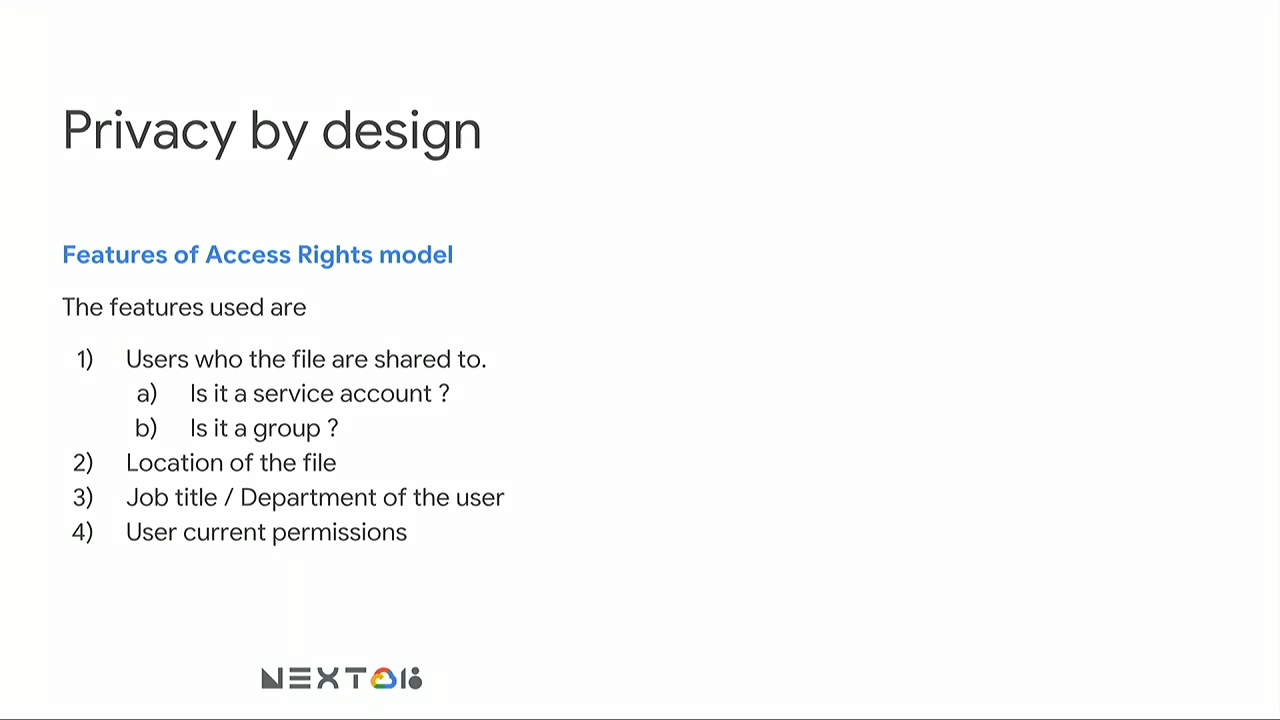 Privacy by design
Features of Access Rights model
The features used are
1) Users who the file are shared to.
a) Is it a service account ?
b) Is it a group ?
2) Location of the file
3) Job title / Department of the user
4) User current permissions
NEXT 18